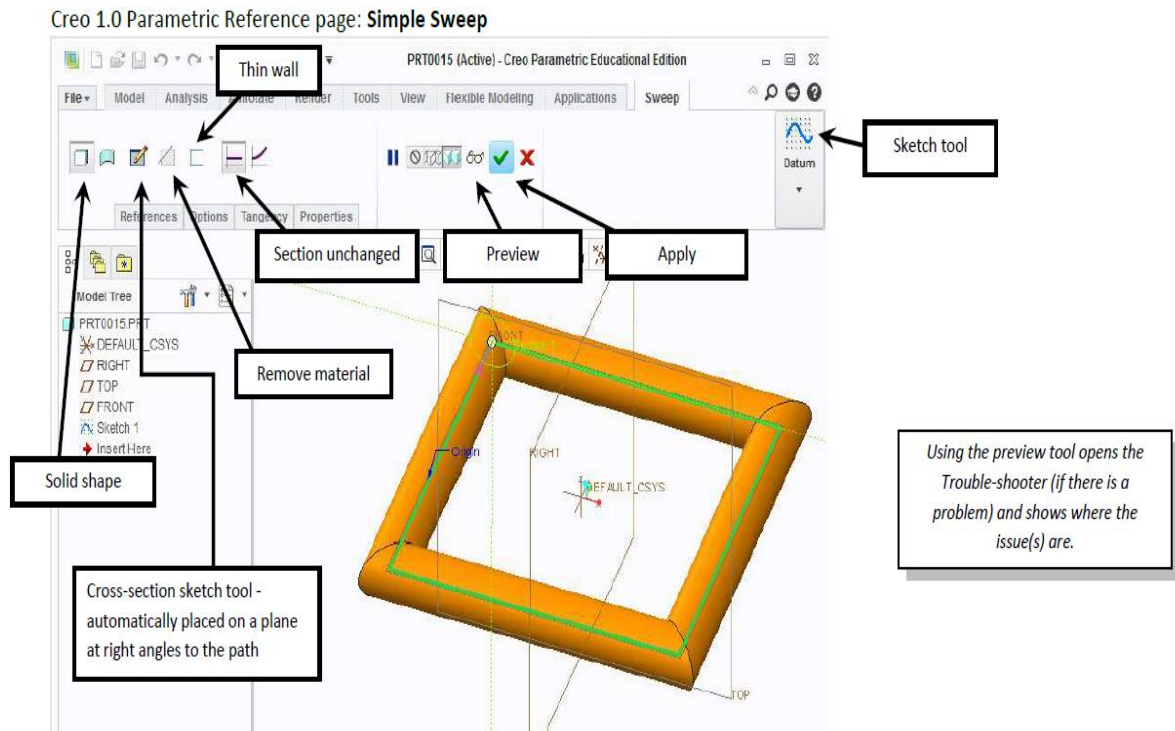 Creo 1.0 Parametric Reference page: Simple Sweep
PRT0015 (Active) - Creo Parametric Educational Edition
Thin wall
File Model Analysis Annotate Render Tools View Flexible Modeling Applications Sweep
Sketch tool
Datum
References Options Tangency Properties
Section unchanged
Preview
Apply
Model Tree
PRT0015.PRT
DEFAULT_CSYS
RIGHT
TOP
FRONT
Sketch 1
Insert Here
Remove material
Solid shape
Cross-section sketch tool -
automatically placed on a plane
at right angles to the path
FRONT
Origin
RIGHT
DEFAULT_CSYS
TOP
Using the preview tool opens the
Trouble-shooter (if there is a
problem) and shows where the
issue(s) are.